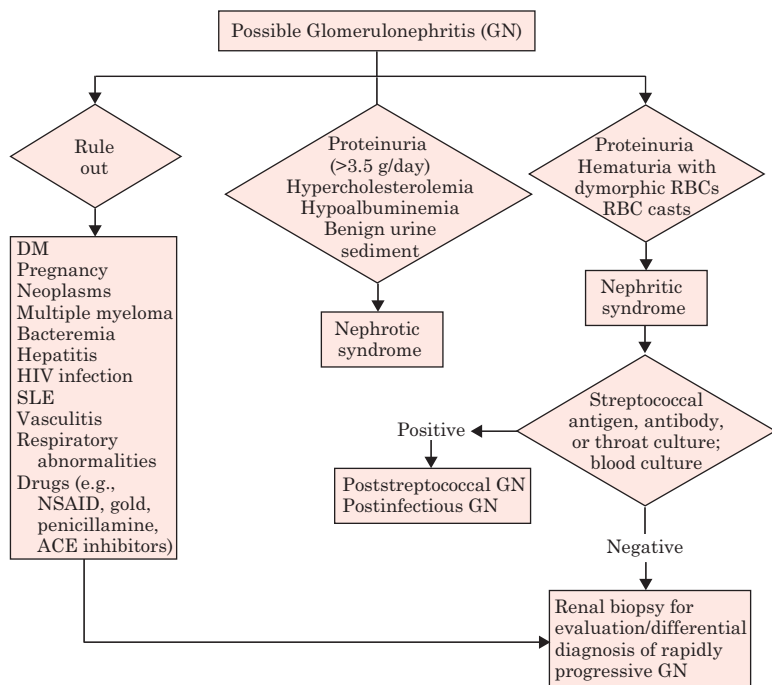 Possible Glomerulonephritis (GN)
Rule
out
DM
Pregnancy
Neoplasms
Multiple myeloma
Bacteremia
Hepatitis
HIV infection
SLE
Vasculitis
Respiratory
abnormalities
Drugs (e.g.,
NSAID, gold,
penicillamine,
ACE inhibitors)
Proteinuria
(>3.5 g/day)
Hypercholesterolemia
Hypoalbuminemia
Benign urine
sediment
Nephrotic
syndrome
Proteinuria
Hematuria with
dymorphic RBCs
RBC casts
Nephritic
syndrome
Streptococcal
antigen, antibody,
or throat culture;
blood culture
Positive
Poststreptococcal GN
Postinfectious GN
Negative
Renal biopsy for
evaluation/differential
diagnosis of rapidly
progressive GN